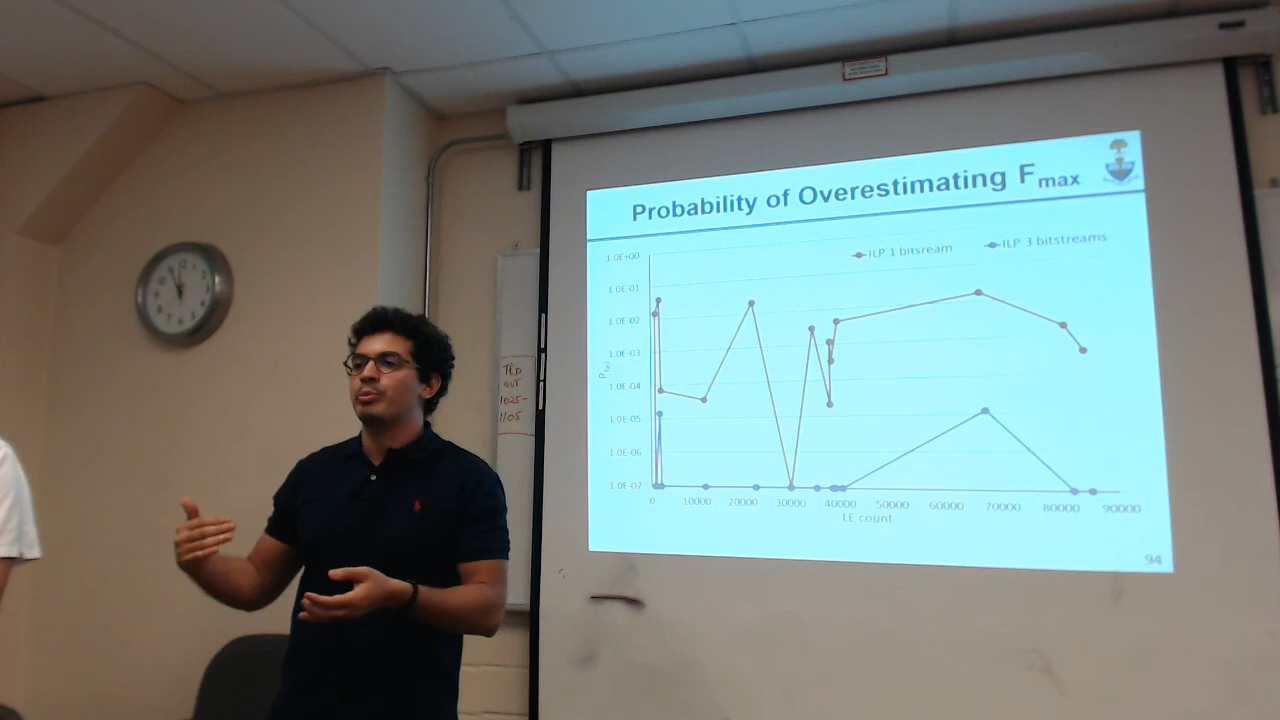 Probability of Overestimating Fmax
ILP 1 bitsream
ILP 3 bitstreams
1.0E+00
1.0E-01
1.0E-02
1.0E-03
1.0E-04
1.0E-05
1.0E-06
1.0E-07
Pfail
0 10000 20000 30000 40000 50000 60000 70000 80000 90000
LE count
94
OUT
1025-
1105